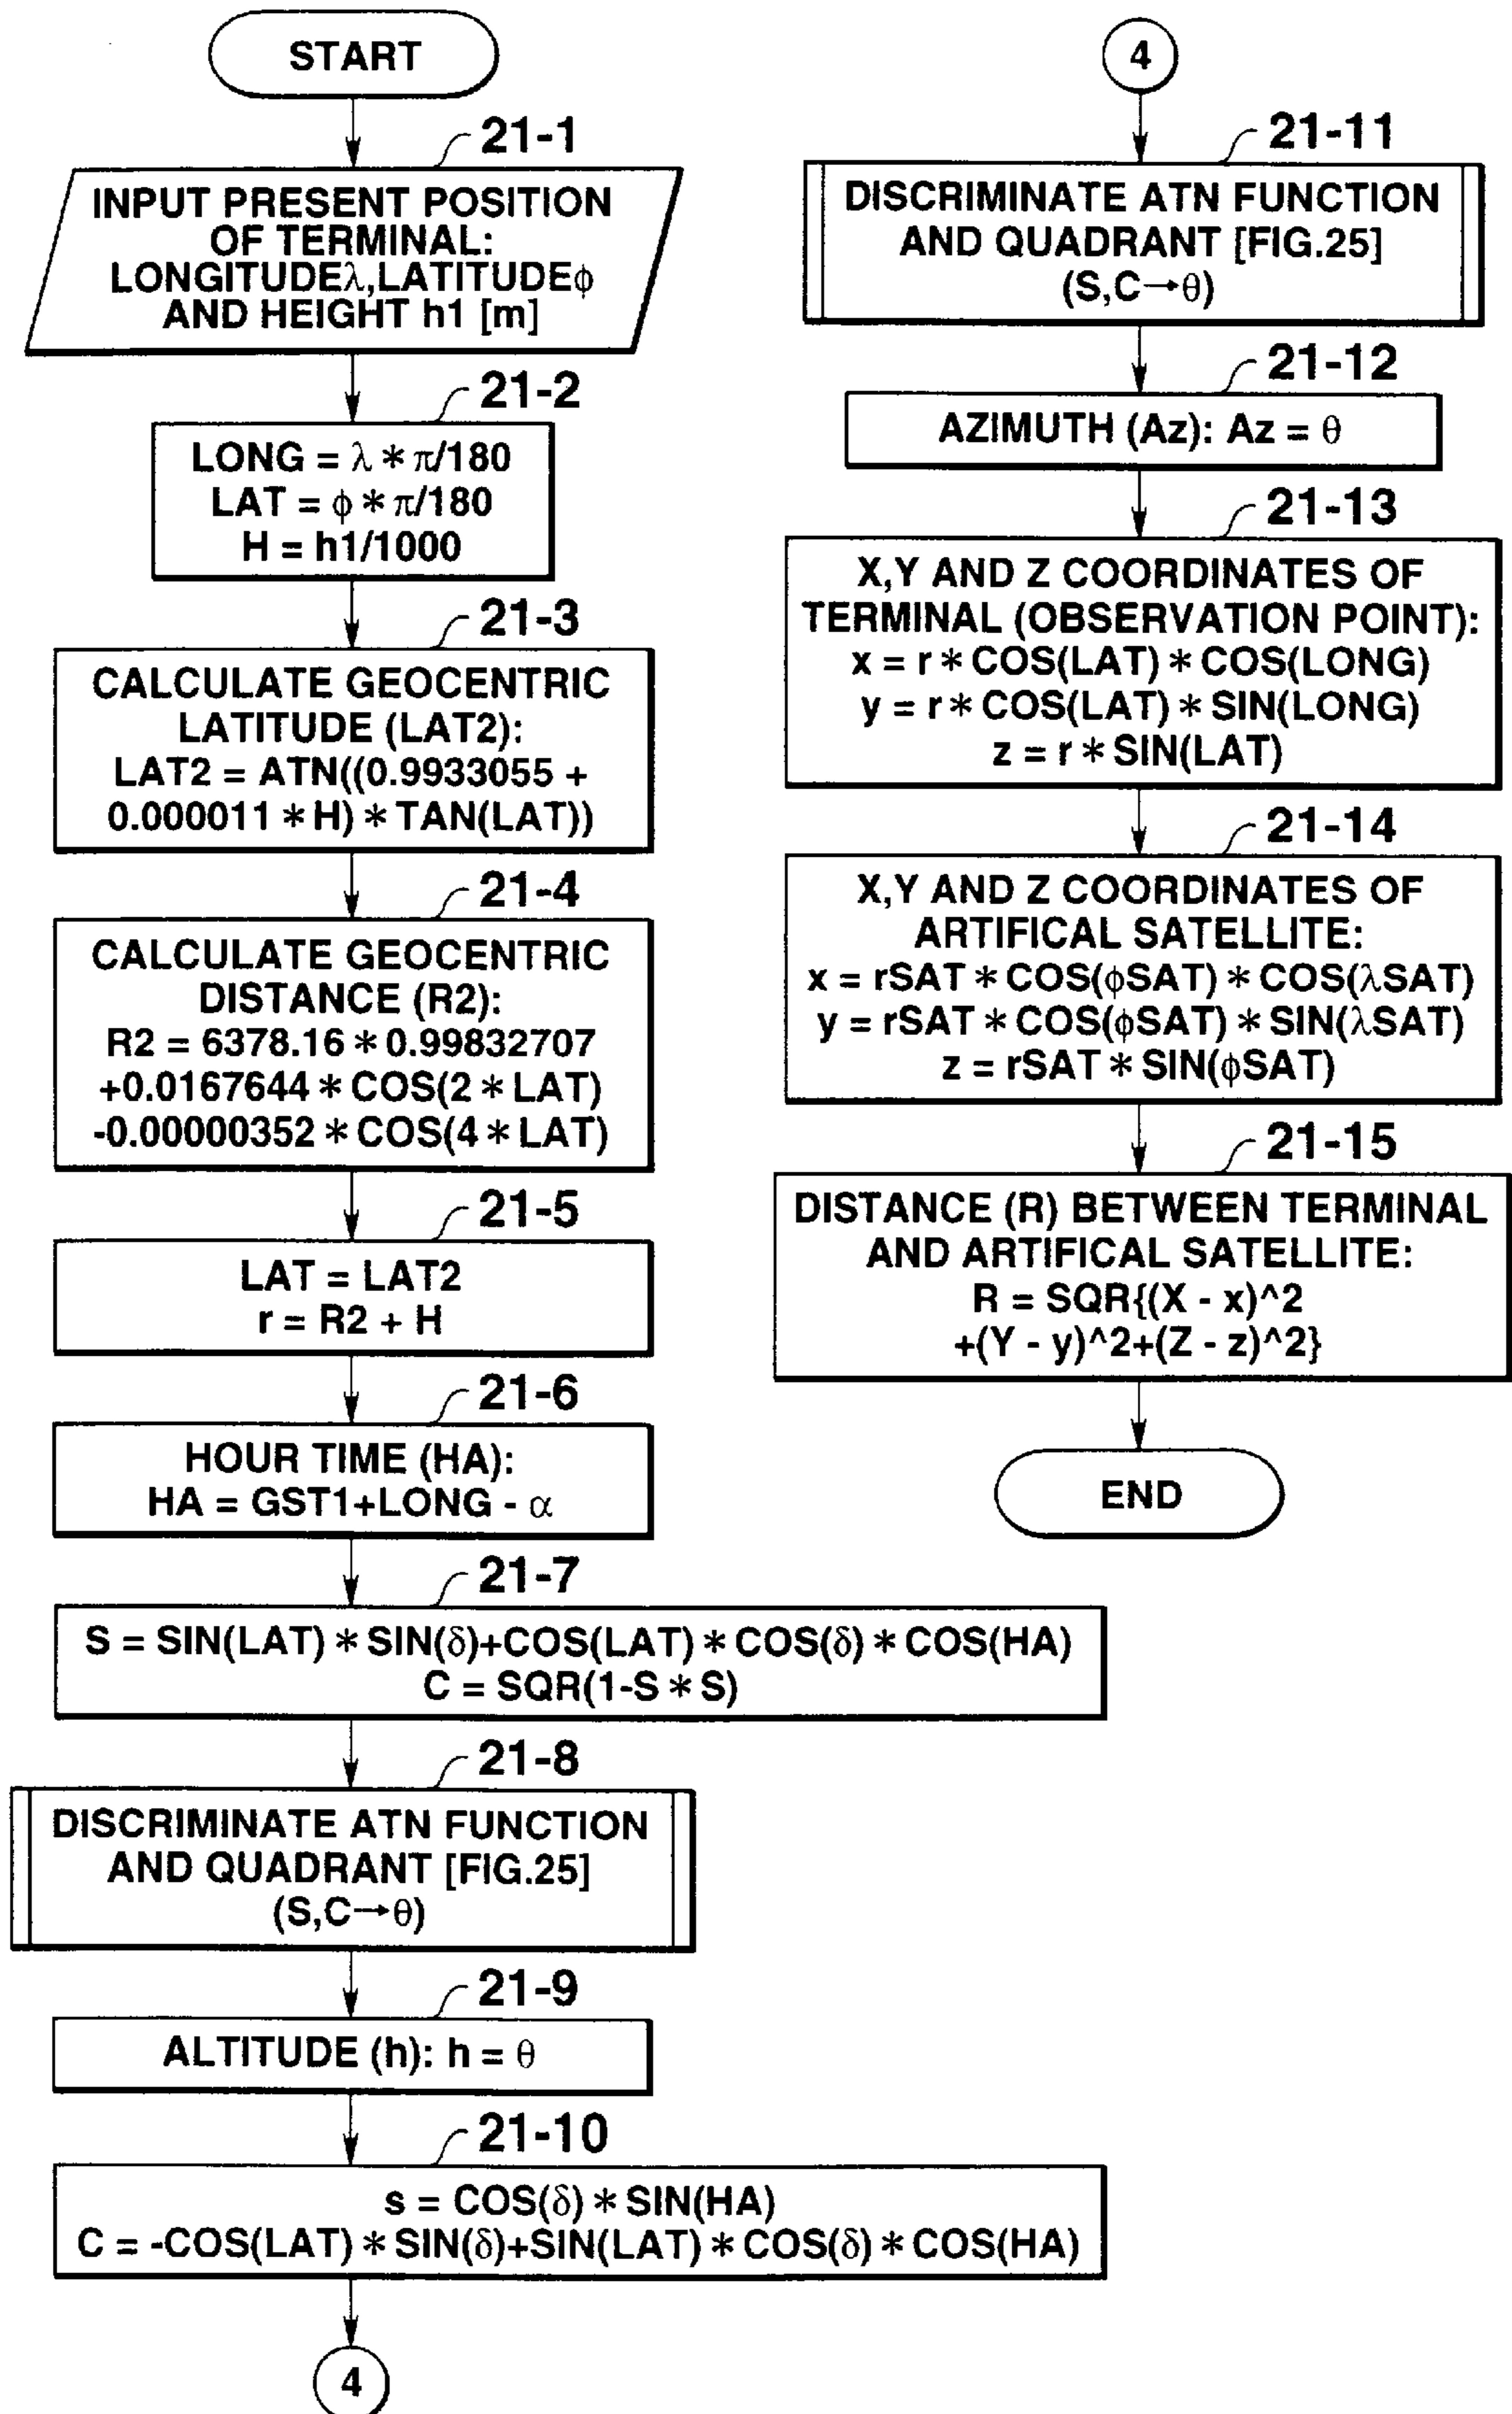 START
21-1
INPUT PRESENT POSITION
OF TERMINAL:
LONGITUDEλ,LATITUDEϕ
AND HEIGHT h1 [m]
21-2
LONG = λ * π/180
LAT = ϕ * π/180
H = h1/1000
21-3
CALCULATE GEOCENTRIC
LATITUDE (LAT2):
LAT2 = ATN((0.9933055 +
0.000011 * H) * TAN(LAT))
21-4
CALCULATE GEOCENTRIC
DISTANCE (R2):
R2 = 6378.16 * 0.99832707
+0.0167644 * COS(2 * LAT)
-0.00000352 * COS(4 * LAT)
21-5
LAT = LAT2
r = R2 + H
21-6
HOUR TIME (HA):
HA = GST1+LONG - α
21-7
S = SIN(LAT) * SIN(δ)+COS(LAT) * COS(δ) * COS(HA)
C = SQR(1-S * S)
21-8
DISCRIMINATE ATN FUNCTION
AND QUADRANT [FIG.25]
(S,C→θ)
21-9
ALTITUDE (h): h = θ
21-10
s = COS(δ) * SIN(HA)
C = -COS(LAT) * SIN(δ)+SIN(LAT) * COS(δ) * COS(HA)
4
4
21-11
DISCRIMINATE ATN FUNCTION
AND QUADRANT [FIG.25]
(S,C→θ)
21-12
AZIMUTH (Az): Az = θ
21-13
X,Y AND Z COORDINATES OF
TERMINAL (OBSERVATION POINT):
x = r * COS(LAT) * COS(LONG)
y = r * COS(LAT) * SIN(LONG)
z = r * SIN(LAT)
21-14
X,Y AND Z COORDINATES OF
ARTIFICAL SATELLITE:
x = rSAT * COS(ϕSAT) * COS(λSAT)
y = rSAT * COS(ϕSAT) * SIN(λSAT)
z = rSAT * SIN(ϕSAT)
21-15
DISTANCE (R) BETWEEN TERMINAL
AND ARTIFICAL SATELLITE:
R = SQR{(X - x)^2
+(Y - y)^2+(Z - z)^2}
END